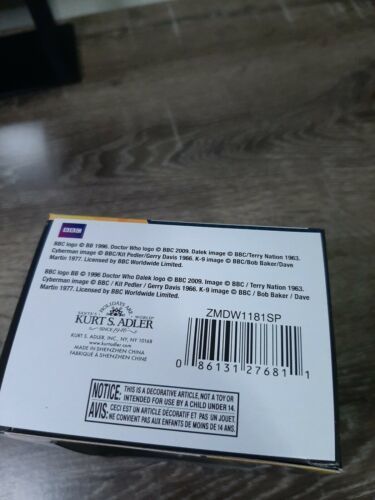 BBC
BBC logo © BB 1996. Doctor Who logo © BBC 2009. Dalek image © BBC/Terry Nation 1963.
Cyberman image © BBC/Kit Pedler/Gerry Davis 1966. K-9 image © BBC/Bob Baker/Dave
Martin 1977. Licensed by BBC Worldwide Limited.
BBC logo BB © 1996 Doctor Who Dalek logo © BBC 2009. Image © BBC / Terry Nation 1963.
Cyberman image © BBC / Kit Pedler / Gerry Davis 1966. K-9 image © BBC / Bob Baker / Dave
Martin 1977. Licensed by BBC Worldwide Limited.
HOLIDAYS ARE
SANTA'S WORLD
KURT S. ADLER
SINCE 1946
KURT S. ADLER, INC., NY, NY 10168
www.kurtadler.com
MADE IN SHENZHEN CHINA
FABRIQUÉ À SHENZHEN CHINE
ZMDW1181SP
0 86131 27681 1
NOTICE: THIS IS A DECORATIVE ARTICLE, NOT A TOY OR
INTENDED FOR USE BY A CHILD UNDER 14.
AVIS: CECI EST UN ARTICLE DÉCORATIF ET PAS UN JOUET.
NE CONVIENT PAS AUX ENFANTS DE MOINS DE 14 ANS.